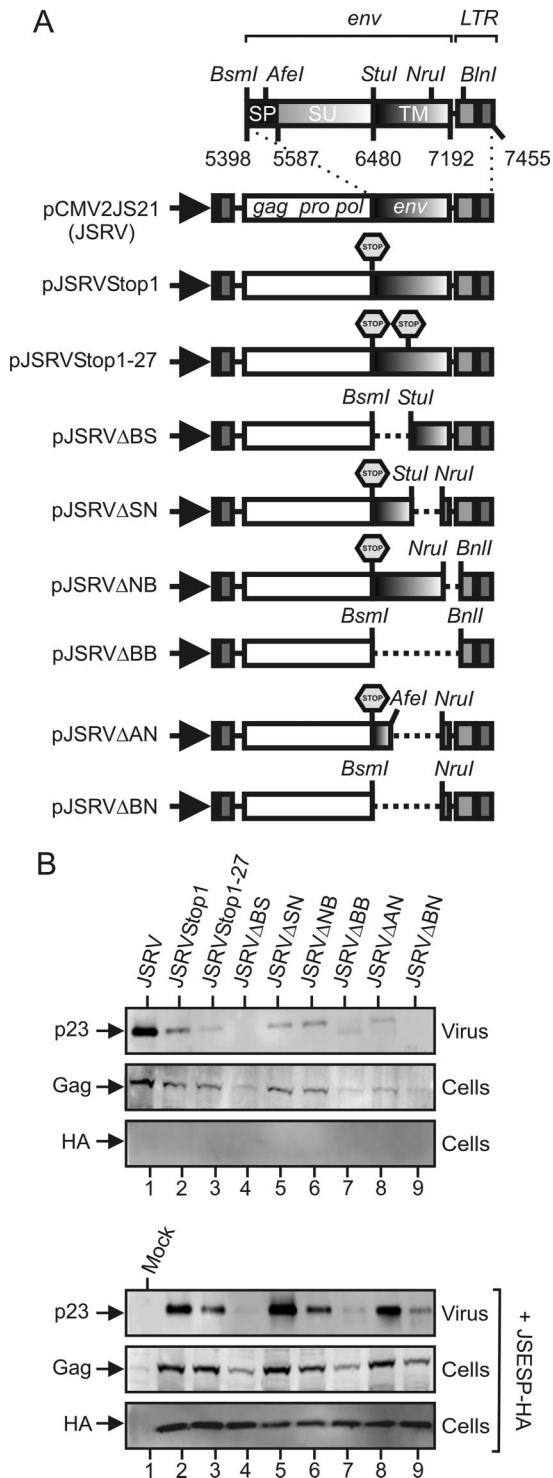 A
env LTR
BsmI AfeI StuI NruI BlnI
SP SU TM
5398 5587 6480 7192 7455
pCMV2JS21 gag pro pol env
(JSRV)
STOP
pJSRVStop1
STOP STOP
pJSRVStop1-27
BsmI StuI
pJSRVΔBS
STOP StuI NruI
pJSRVΔSN
STOP NruI BnlI
pJSRVΔNB
BsmI BnlI
pJSRVΔBB
STOP AfeI NruI
pJSRVΔAN
BsmI NruI
pJSRVΔBN
B
JSRV JSRVStop1 JSRVStop1-27 JSRVΔBS JSRVΔSN JSRVΔNB JSRVΔBB JSRVΔAN JSRVΔBN
p23 Virus
Gag Cells
HA Cells
1 2 3 4 5 6 7 8 9
Mock
p23 Virus
Gag Cells
HA Cells
+ JSESP-HA
1 2 3 4 5 6 7 8 9